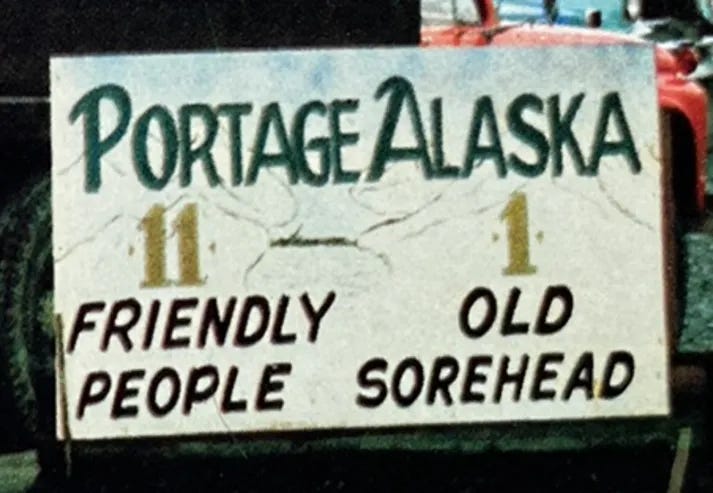 PORTAGE ALASKA
11 — 1
FRIENDLY OLD
PEOPLE SOREHEAD